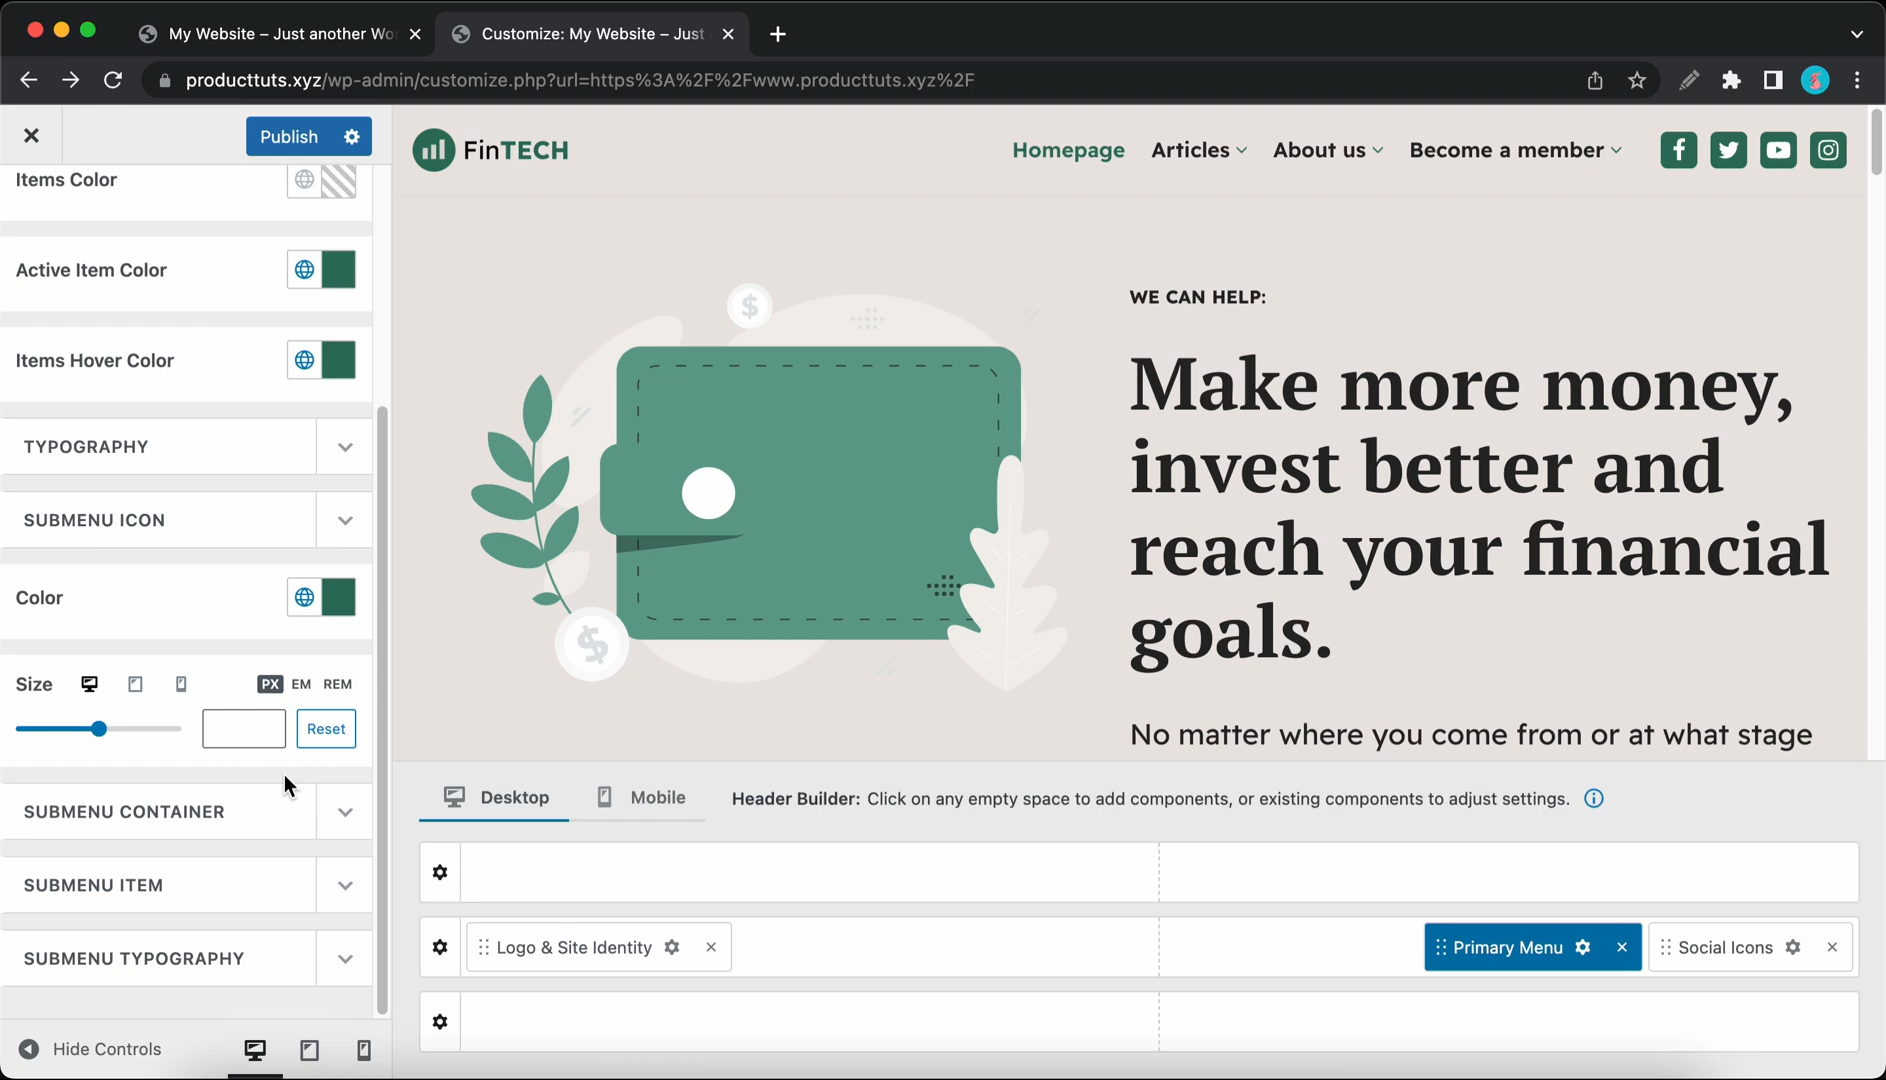 My Website – Just another Wo
Customize: My Website – Just
producttuts.xyz/wp-admin/customize.php?url=https%3A%2F%2Fwww.producttuts.xyz%2F
Publish
Items Color
Active Item Color
Items Hover Color
TYPOGRAPHY
SUBMENU ICON
Color
Size PX EM REM
Reset
SUBMENU CONTAINER
SUBMENU ITEM
SUBMENU TYPOGRAPHY
Hide Controls
FinTECH
Homepage Articles About us Become a member
$
$
WE CAN HELP:
Make more money,
invest better and
reach your financial
goals.
No matter where you come from or at what stage
Desktop Mobile Header Builder: Click on any empty space to add components, or existing components to adjust settings.
Logo & Site Identity Primary Menu Social Icons